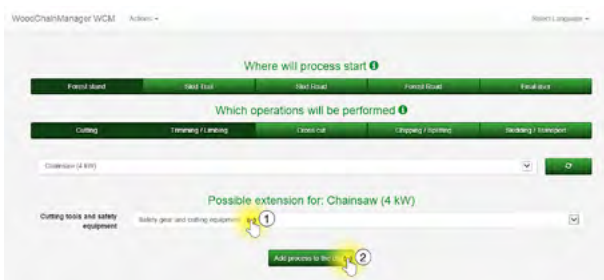 WoodChainManager WCM Actions
Select Language
Where will process start
Forest stand Skid Trail Skid Road Forest Road End user
Which operations will be performed
Cutting Trimming / Limbing Cross cut Chipping / Splitting Skidding / Transport
Chainsaw (4 kW)
Possible extension for: Chainsaw (4 kW)
Cutting tools and safety equipment Safety gear and cutting equipment 1
Add process to the 2